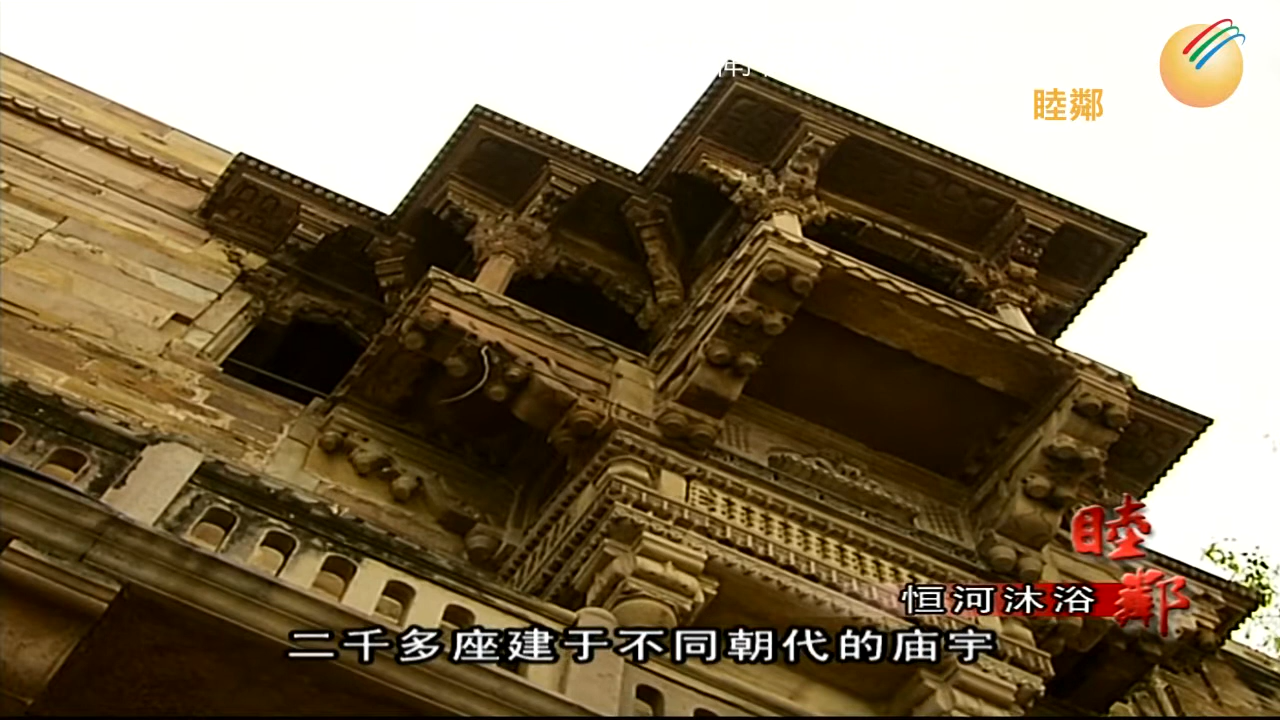 睦鄰
睦鄰
恒河沐浴
二千多座建于不同朝代的庙宇